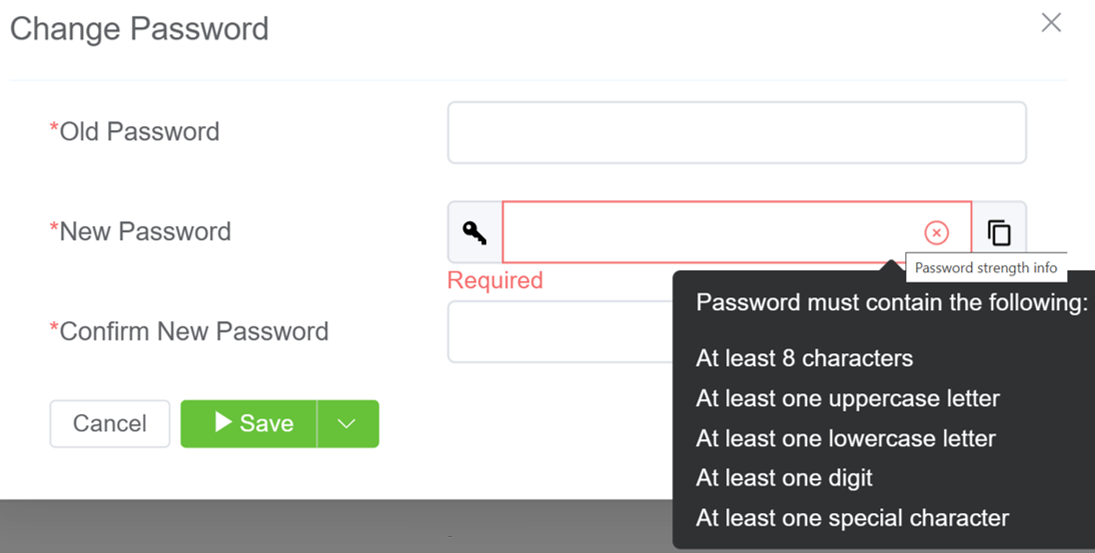 Change Password
*Old Password
*New Password
Password strength info
Required
Password must contain the following:
*Confirm New Password
At least 8 characters
At least one uppercase letter
Cancel
Save
At least one lowercase letter
At least one digit
At least one special character